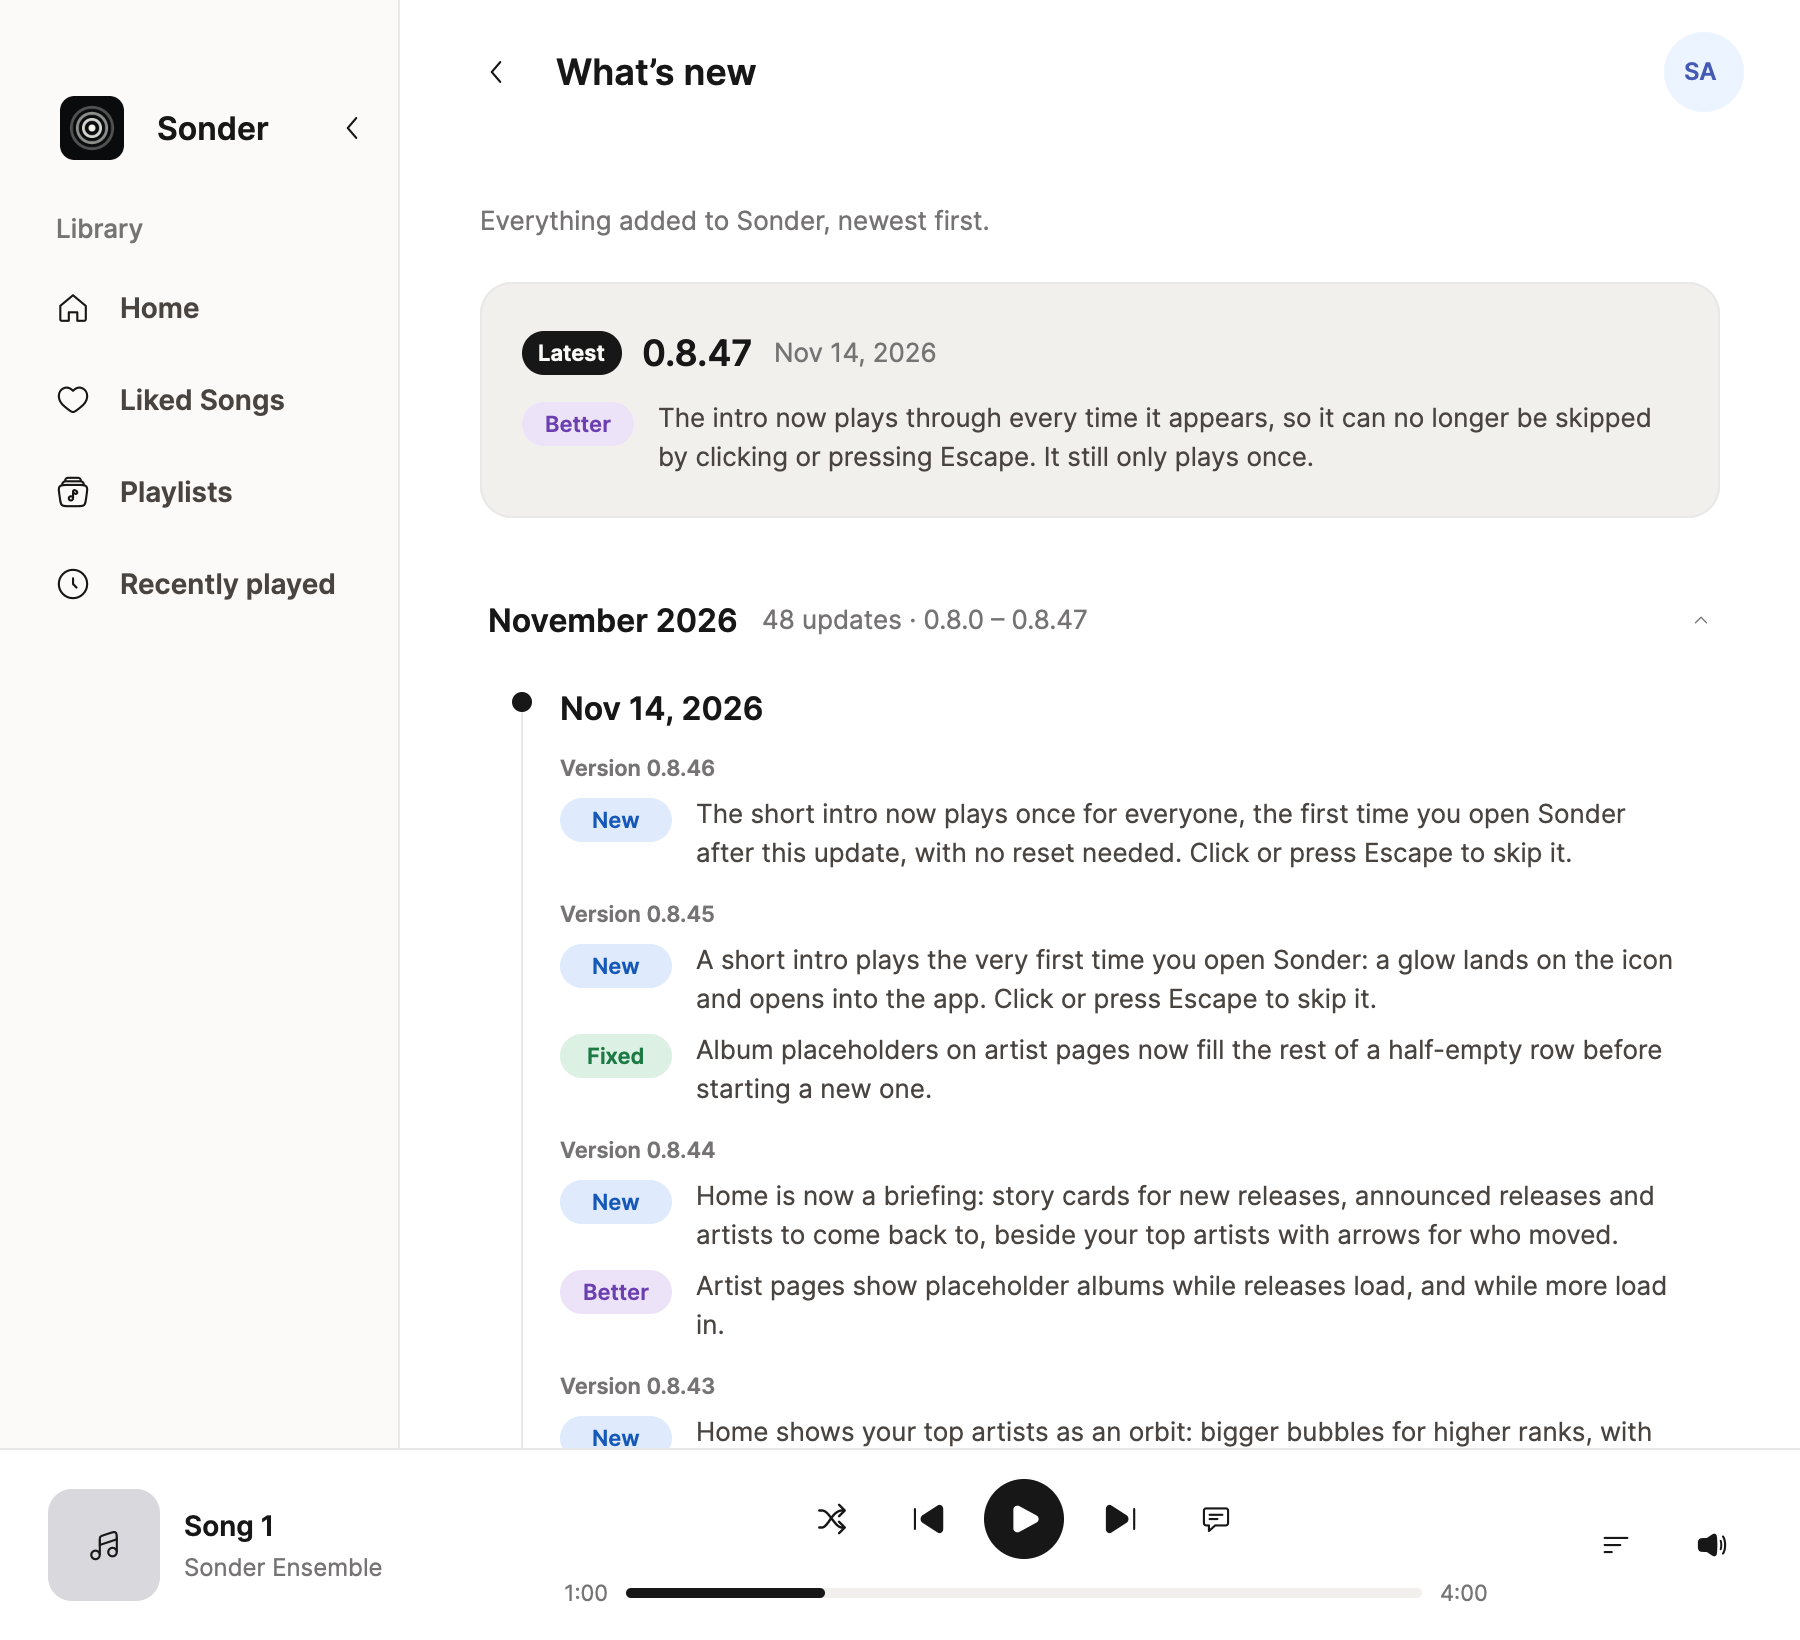 Sonder
Library
Home
Liked Songs
Playlists
Recently played
What’s new
SA
Everything added to Sonder, newest first.
Latest 0.8.47 Nov 14, 2026
Better The intro now plays through every time it appears, so it can no longer be skipped
by clicking or pressing Escape. It still only plays once.
November 2026 48 updates · 0.8.0 – 0.8.47
Nov 14, 2026
Version 0.8.46
New The short intro now plays once for everyone, the first time you open Sonder
after this update, with no reset needed. Click or press Escape to skip it.
Version 0.8.45
New A short intro plays the very first time you open Sonder: a glow lands on the icon
and opens into the app. Click or press Escape to skip it.
Fixed Album placeholders on artist pages now fill the rest of a half-empty row before
starting a new one.
Version 0.8.44
New Home is now a briefing: story cards for new releases, announced releases and
artists to come back to, beside your top artists with arrows for who moved.
Better Artist pages show placeholder albums while releases load, and while more load
in.
Version 0.8.43
New Home shows your top artists as an orbit: bigger bubbles for higher ranks, with
Song 1
Sonder Ensemble
1:00 4:00